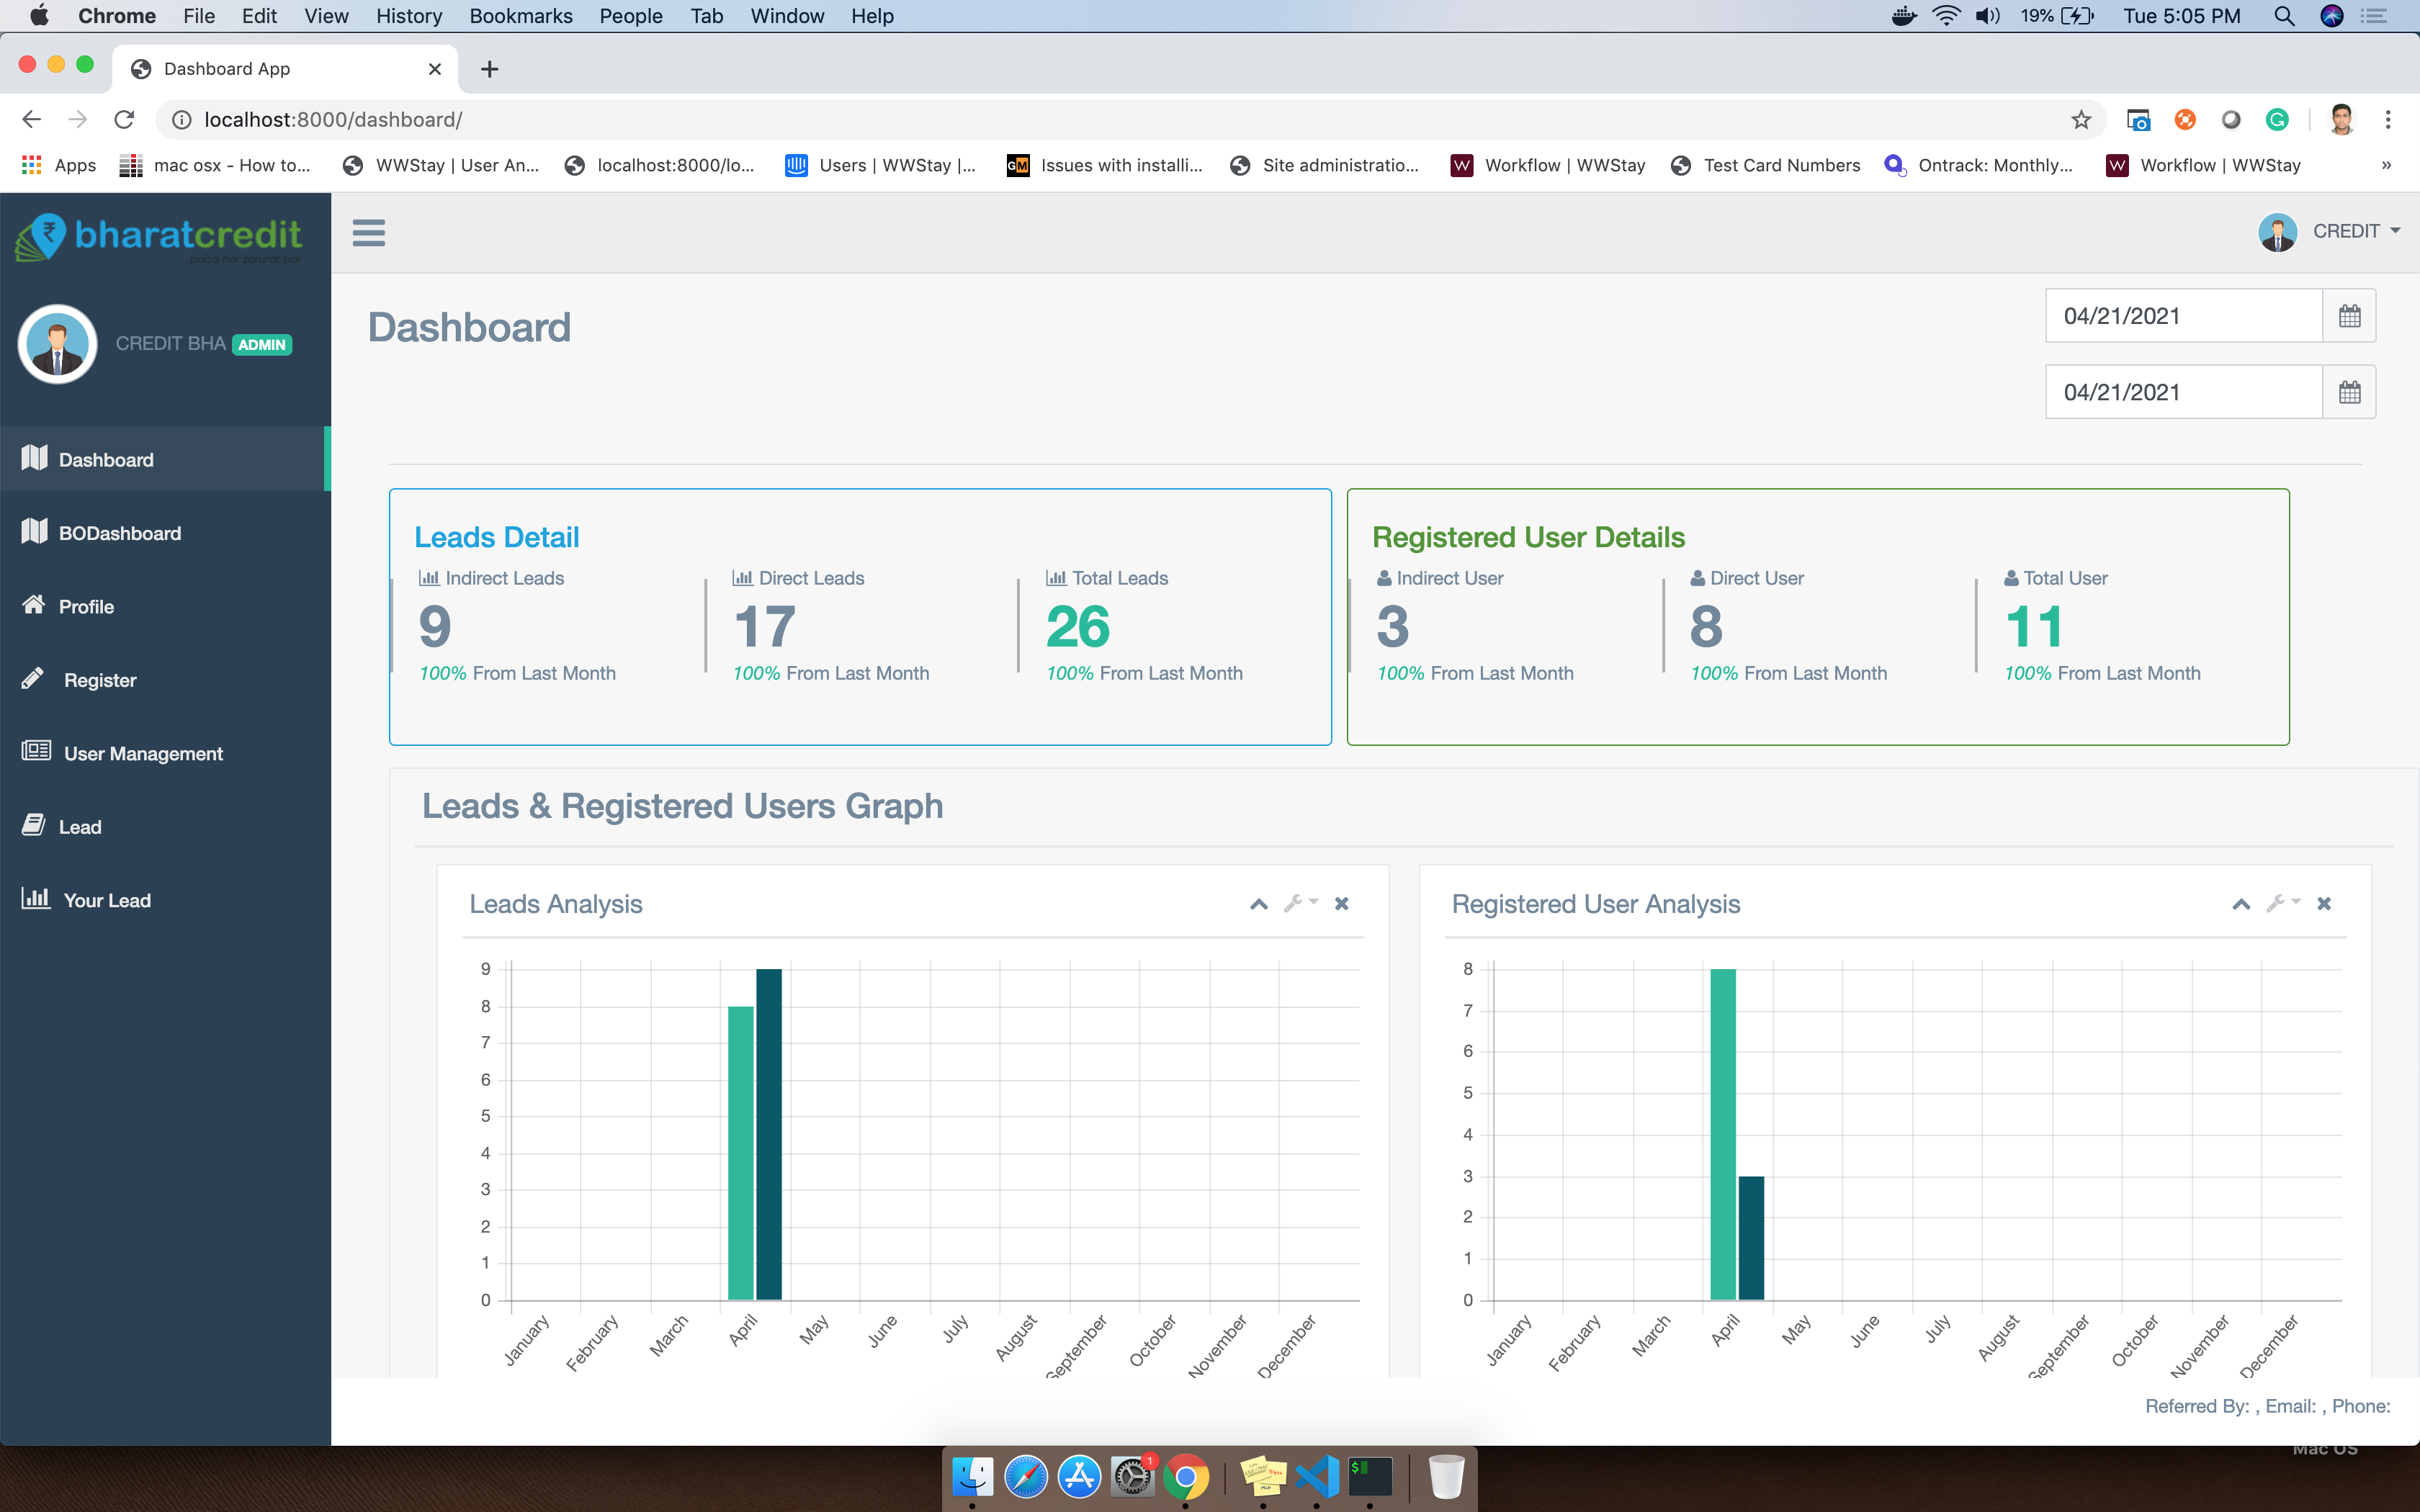 Chrome File Edit View History Bookmarks People Tab Window Help 19% Tue 5:05 PM
Dashboard App
localhost:8000/dashboard/
Apps mac osx - How to... WWStay | User An... localhost:8000/lo... Users | WWStay |... GM Issues with installi... Site administratio... W Workflow | WWStay Test Card Numbers Ontrack: Monthly... W Workflow | WWStay »
bharatcredit
...paisa har zarurat par
CREDIT
CREDIT BHA ADMIN
Dashboard
04/21/2021
04/21/2021
Dashboard
BODashboard
Profile
Register
User Management
Lead
Your Lead
Leads Detail
Indirect Leads Direct Leads Total Leads
9 17 26
100% From Last Month 100% From Last Month 100% From Last Month
Registered User Details
Indirect User Direct User Total User
3 8 11
100% From Last Month 100% From Last Month 100% From Last Month
Leads & Registered Users Graph
Leads Analysis
9
8
7
6
5
4
3
2
1
0
January February March April May June July August September October November December
Registered User Analysis
8
7
6
5
4
3
2
1
0
January February March April May June July August September October November December
Referred By: , Email: , Phone:
Mac OS
1
$